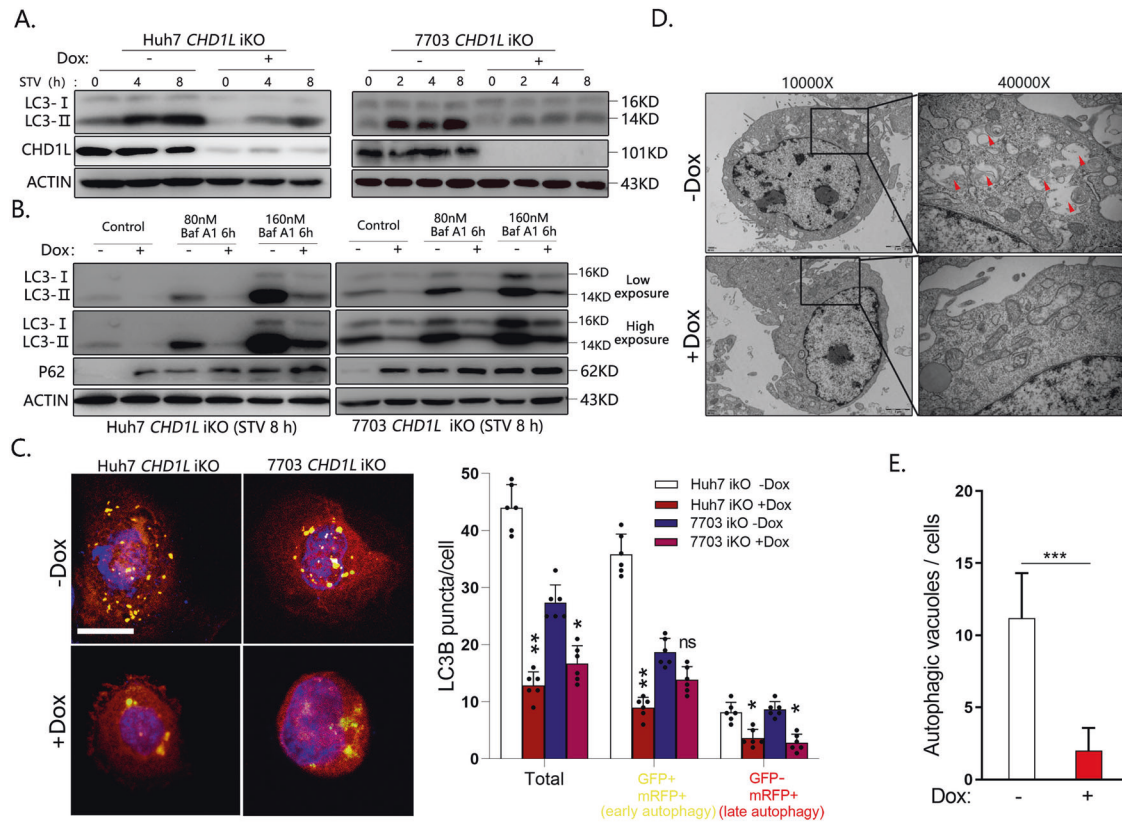 A.
Huh7 CHD1L iKO
7703 CHD1L iKO
Dox: - + - +
STV (h) : 0 4 8 0 4 8 0 2 4 8 0 2 4 8
LC3- I
16KD
LC3-II
14KD
CHD1L
101KD
ACTIN
43KD
B.
Control 80nM Baf A1 6h 160nM Baf A1 6h Control 80nM Baf A1 6h 160nM Baf A1 6h
Dox: - + - + - + - + - + - +
LC3- I
16KD
LC3-II
14KD
Low exposure
LC3- I
16KD
LC3-II
14KD
High exposure
P62
62KD
ACTIN
43KD
Huh7 CHD1L iKO (STV 8 h)
7703 CHD1L iKO (STV 8 h)
C.
Huh7 CHD1L iKO
7703 CHD1L iKO
-Dox
+Dox
LC3B puncta/cell
50
40
30
20
10
0
Huh7 iKO -Dox
Huh7 iKO +Dox
7703 iKO -Dox
7703 iKO +Dox
**
*
**
ns
*
*
Total
GFP+
mRFP+
(early autophagy)
GFP-
mRFP+
(late autophagy)
D.
10000X
40000X
-Dox
+Dox
E.
Autophagic vacuoles / cells
20
15
10
5
0
***
Dox: - +